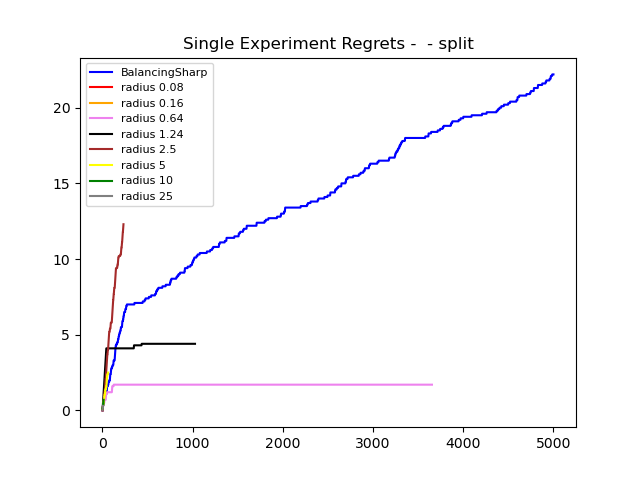 Single Experiment Regrets -  - split
BalancingSharp
radius 0.08
radius 0.16
radius 0.64
radius 1.24
radius 2.5
radius 5
radius 10
radius 25
20
15
10
5
0
0 1000 2000 3000 4000 5000